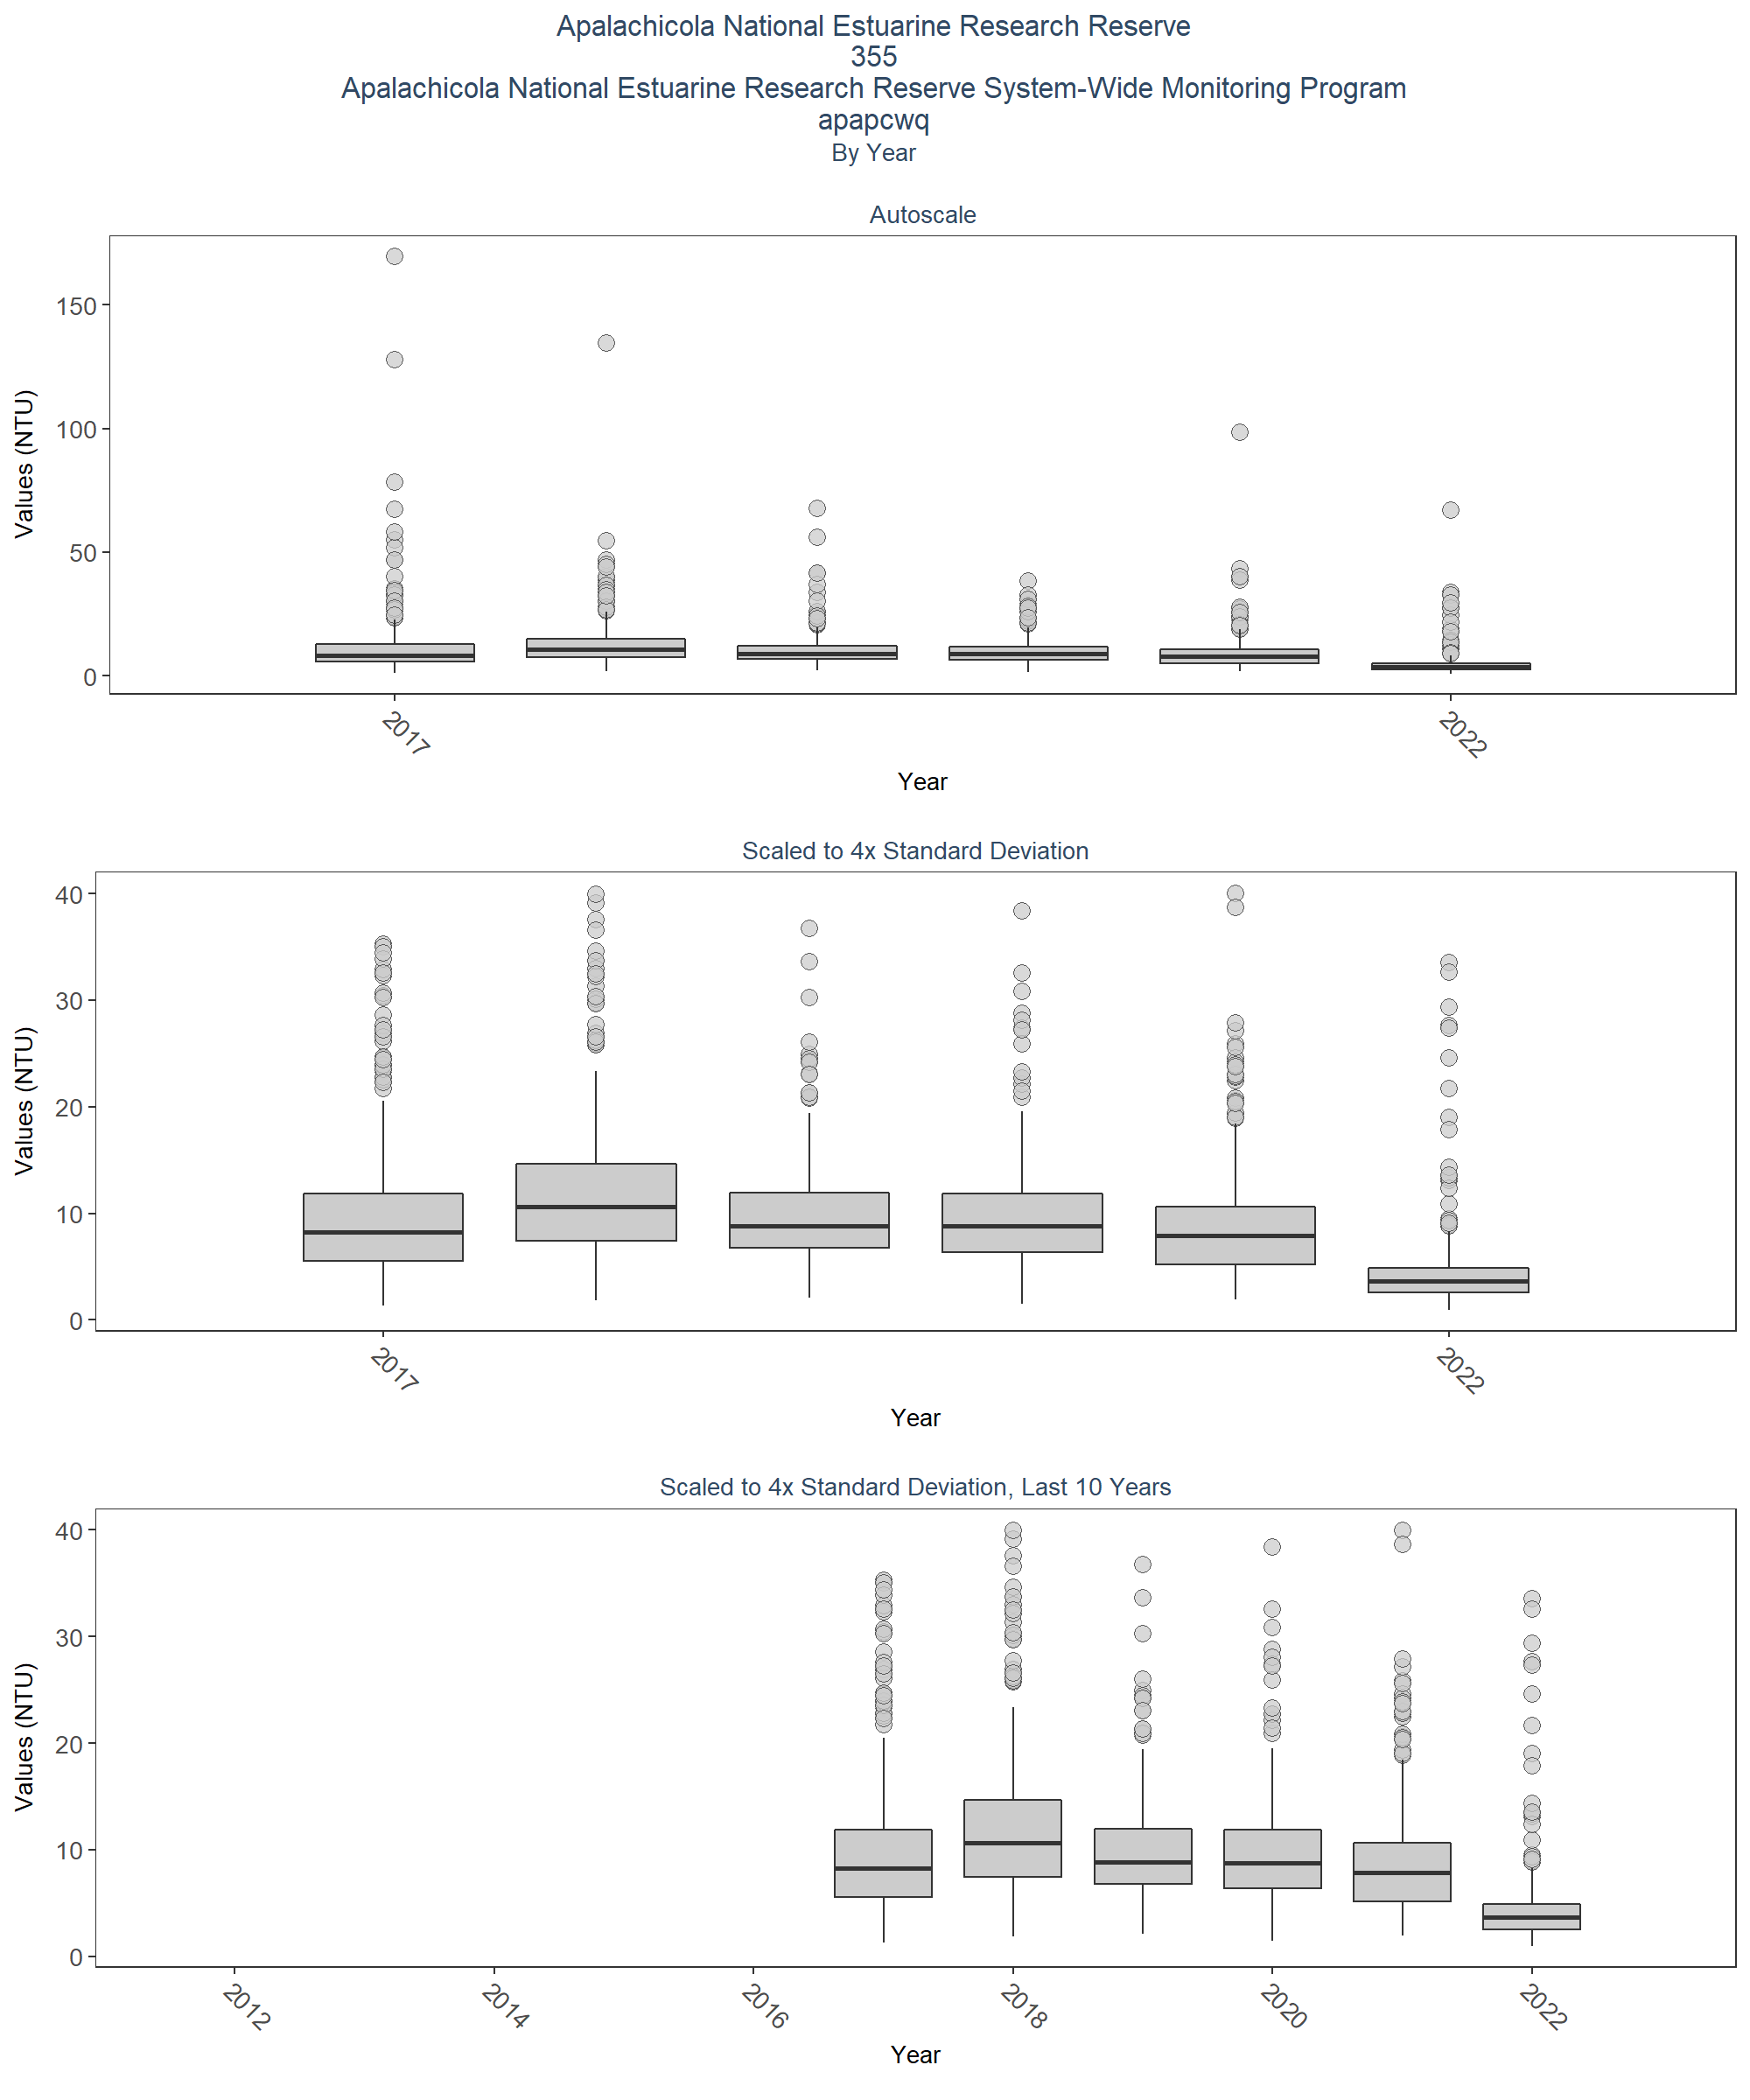 Apalachicola National Estuarine Research Reserve
355
Apalachicola National Estuarine Research Reserve System-Wide Monitoring Program
apapcwq
By Year
Autoscale
Values (NTU)
150
100
50
0
2017
2022
Year
Scaled to 4x Standard Deviation
Values (NTU)
40
30
20
10
0
2017
2022
Year
Scaled to 4x Standard Deviation, Last 10 Years
Values (NTU)
40
30
20
10
0
2012
2014
2016
2018
2020
2022
Year